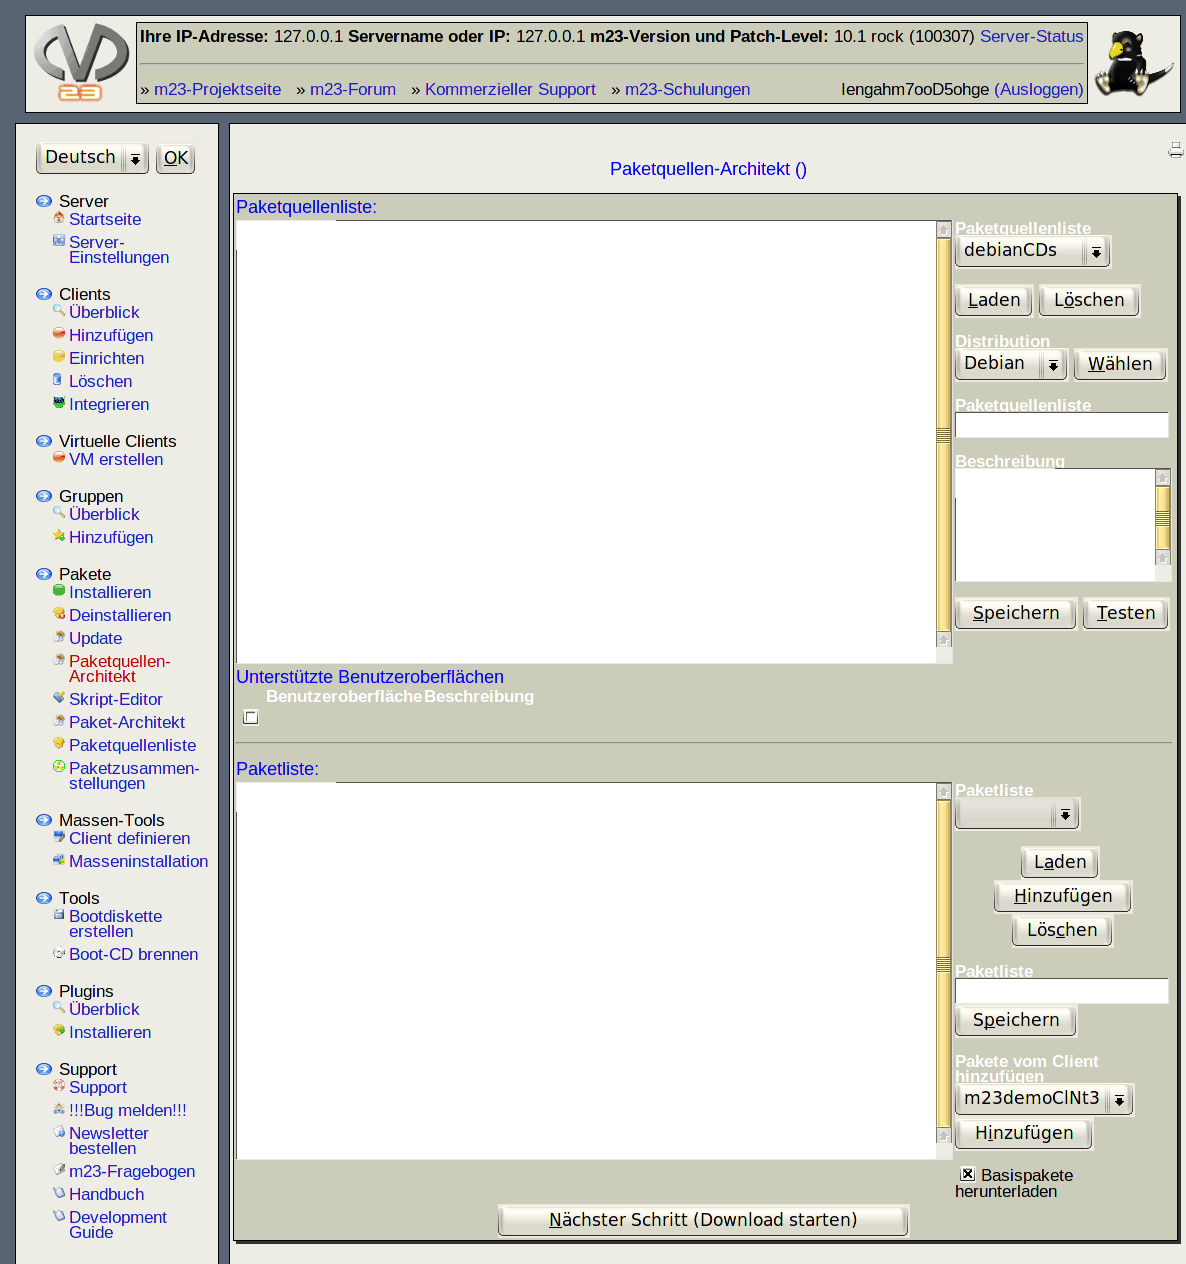 Ihre IP-Adresse: 127.0.0.1 Servername oder IP: 127.0.0.1 m23-Version und Patch-Level: 10.1 rock (100307) Server-Status
» m23-Projektseite » m23-Forum » Kommerzieller Support » m23-Schulungen Iengahm7ooD5ohge (Ausloggen)
23
Deutsch OK
Server
Startseite
Server-
Einstellungen
Clients
Überblick
Hinzufügen
Einrichten
Löschen
Integrieren
Virtuelle Clients
VM erstellen
Gruppen
Überblick
Hinzufügen
Pakete
Installieren
Deinstallieren
Update
Paketquellen-
Architekt
Skript-Editor
Paket-Architekt
Paketquellenliste
Paketzusammen-
stellungen
Massen-Tools
Client definieren
Masseninstallation
Tools
Bootdiskette
erstellen
Boot-CD brennen
Plugins
Überblick
Installieren
Support
Support
!!!Bug melden!!!
Newsletter
bestellen
m23-Fragebogen
Handbuch
Development
Guide
Paketquellen-Architekt ()
Paketquellenliste:
Paketquellenliste
debianCDs
Laden Löschen
Distribution
Debian Wählen
Paketquellenliste
Beschreibung
Speichern Testen
Unterstützte Benutzeroberflächen
Benutzeroberfläche Beschreibung
Paketliste:
Paketliste
Laden
Hinzufügen
Löschen
Paketliste
Speichern
Pakete vom Client
hinzufügen
m23demoClNt3
Hinzufügen
Basispakete
herunterladen
Nächster Schritt (Download starten)